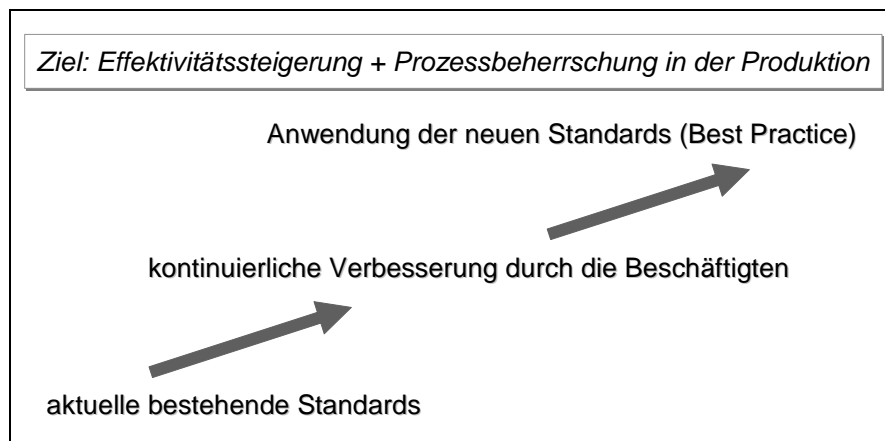 Ziel: Effektivitätssteigerung + Prozessbeherrschung in der Produktion
Anwendung der neuen Standards (Best Practice)
kontinuierliche Verbesserung durch die Beschäftigten
aktuelle bestehende Standards